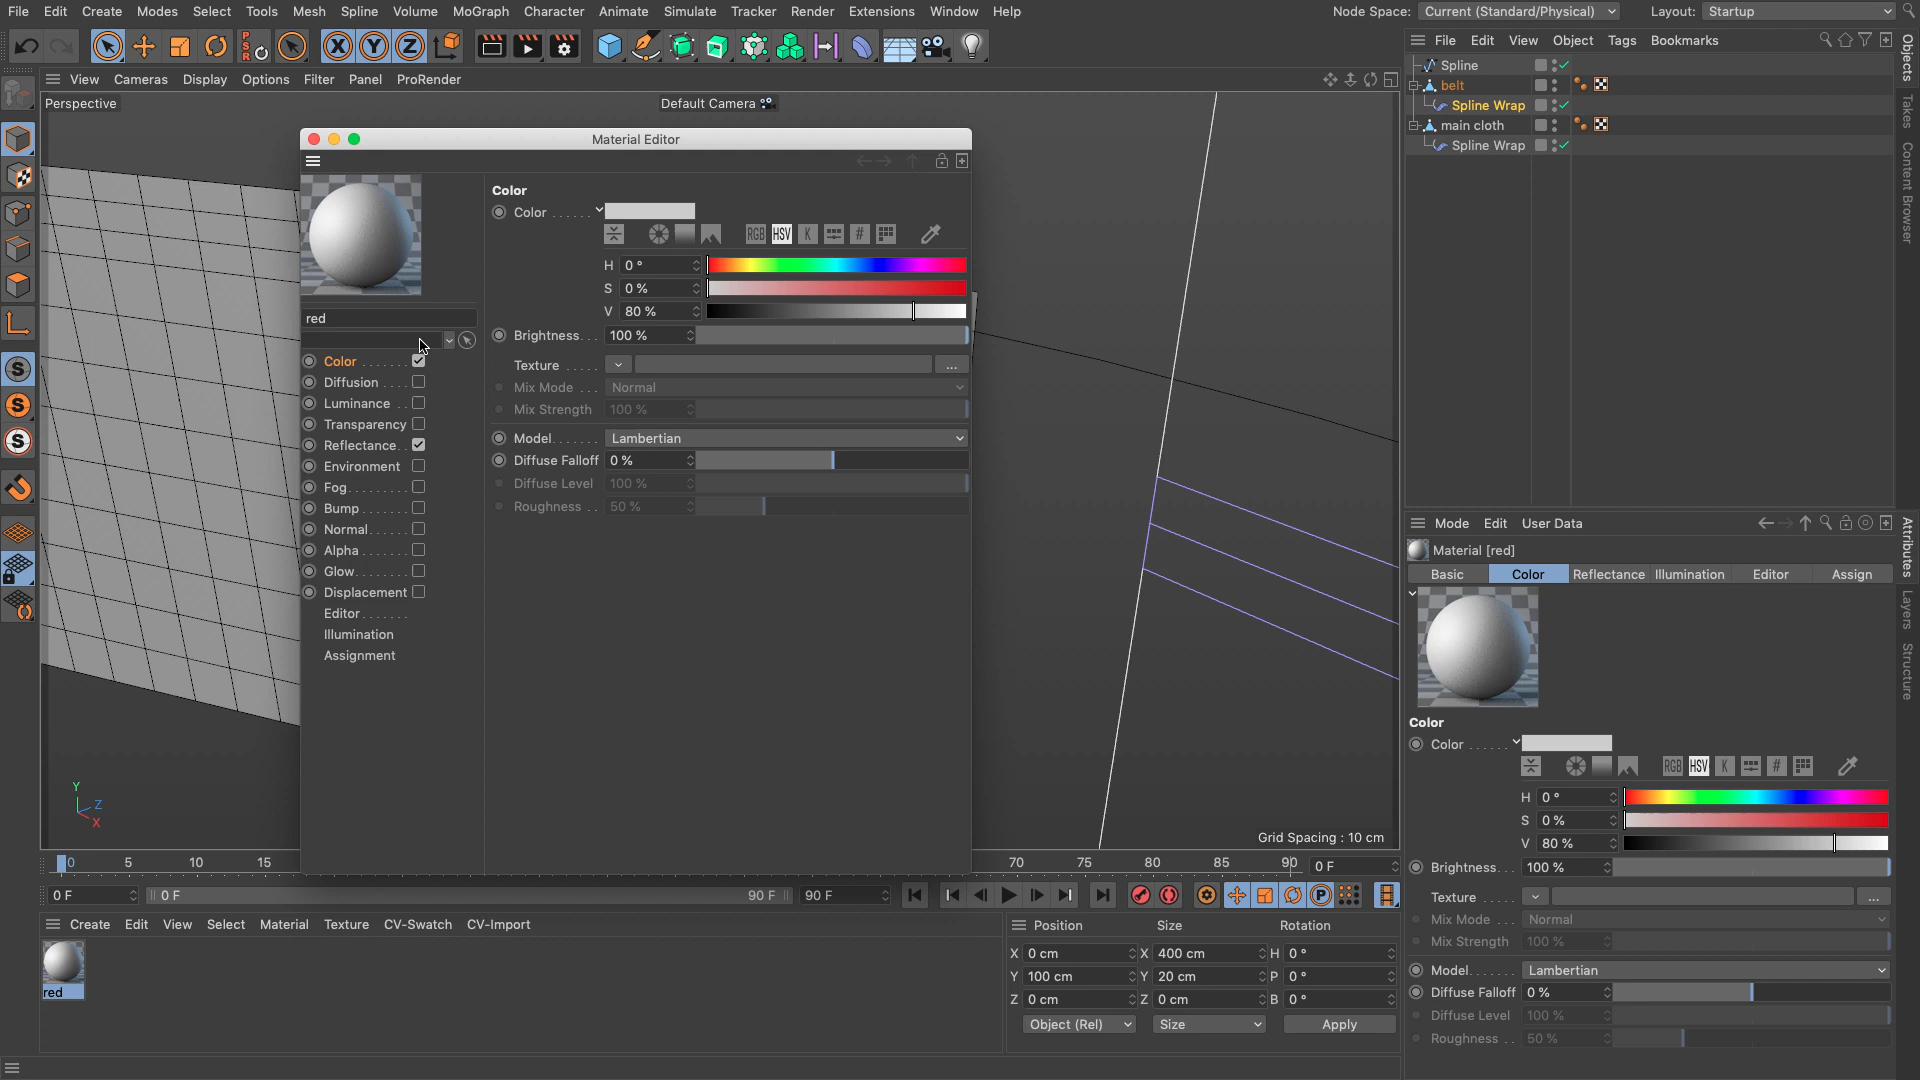 File Edit Create Modes Select Tools Mesh Spline Volume MoGraph Character Animate Simulate Tracker Render Extensions Window Help
Node Space: Current (Standard/Physical) Layout: Startup
PSR X Y Z
File Edit View Object Tags Bookmarks
Spline
belt
Spline Wrap
main cloth
Spline Wrap
Objects
Takes
Content Browser
View Cameras Display Options Filter Panel ProRender
Perspective
Default Camera
Material Editor
red
Color
Diffusion
Luminance
Transparency
Reflectance
Environment
Fog
Bump
Normal
Alpha
Glow
Displacement
Editor
Illumination
Assignment
Color
Color
RGB HSV K #
H 0 °
S 0 %
V 80 %
Brightness 100 %
Texture ...
Mix Mode Normal
Mix Strength 100 %
Model Lambertian
Diffuse Falloff 0 %
Diffuse Level 100 %
Roughness 50 %
S
S
S
Y
Z
X
Grid Spacing : 10 cm
0 5 10 15 70 75 80 85 90 0 F
0 F 0 F 90 F 90 F
P
Create Edit View Select Material Texture CV-Swatch CV-Import
red
Position Size Rotation
X 0 cm X 400 cm H 0 °
Y 100 cm Y 20 cm P 0 °
Z 0 cm Z 0 cm B 0 °
Object (Rel) Size Apply
Mode Edit User Data
Material [red]
Basic Color Reflectance Illumination Editor Assign
Color
Color
RGB HSV K #
H 0 °
S 0 %
V 80 %
Brightness 100 %
Texture ...
Mix Mode Normal
Mix Strength 100 %
Model Lambertian
Diffuse Falloff 0 %
Diffuse Level 100 %
Roughness 50 %
Attributes
Layers
Structure